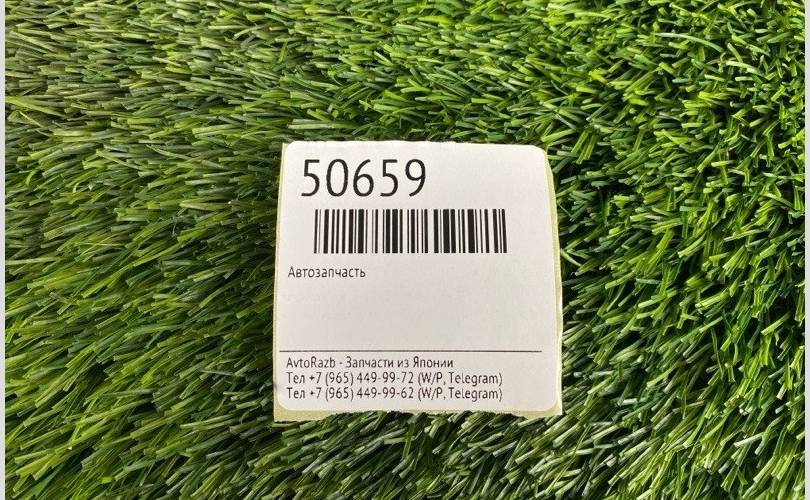 50659
Автозапчасть
AvtoRazb - Запчасти из Японии
Тел +7 (965) 449-99-72 (W/P, Telegram)
Тел +7 (965) 449-99-62 (W/P, Telegram)